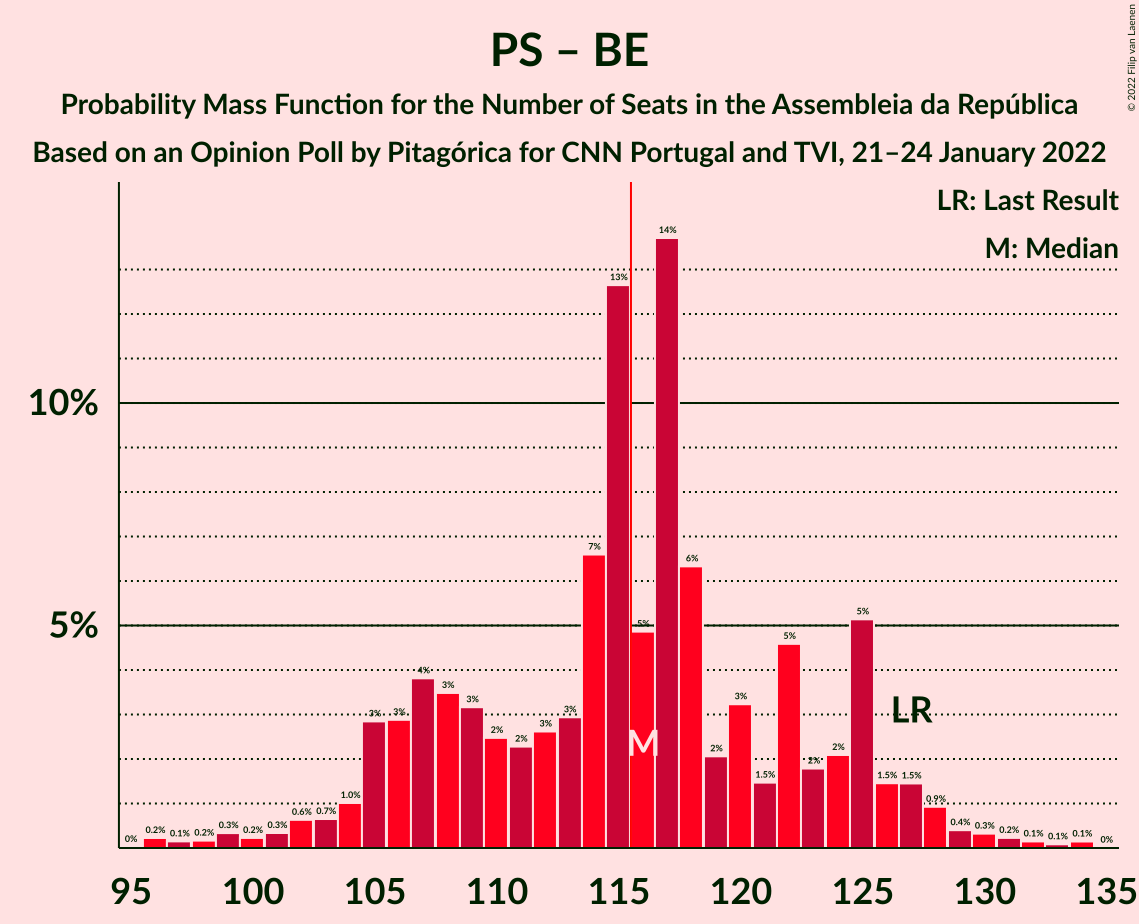 PS – BE
Probability Mass Function for the Number of Seats in the Assembleia da República
Based on an Opinion Poll by Pitagórica for CNN Portugal and TVI, 21–24 January 2022
© 2022 Filip van Laenen
LR: Last Result
M: Median
10%
5%
0% 0.2% 0.1% 0.2% 0.3% 0.2% 0.3% 0.6% 0.7% 1.0% 3% 3% 4% 3% 3% 2% 2% 3% 3% 7% 13% 5% 14% 6% 2% 3% 1.5% 5% 2% 2% 5% 1.5% 1.5% 0.9% 0.4% 0.3% 0.2% 0.1% 0.1% 0.1% 0%
LR
M
95 100 105 110 115 120 125 130 135